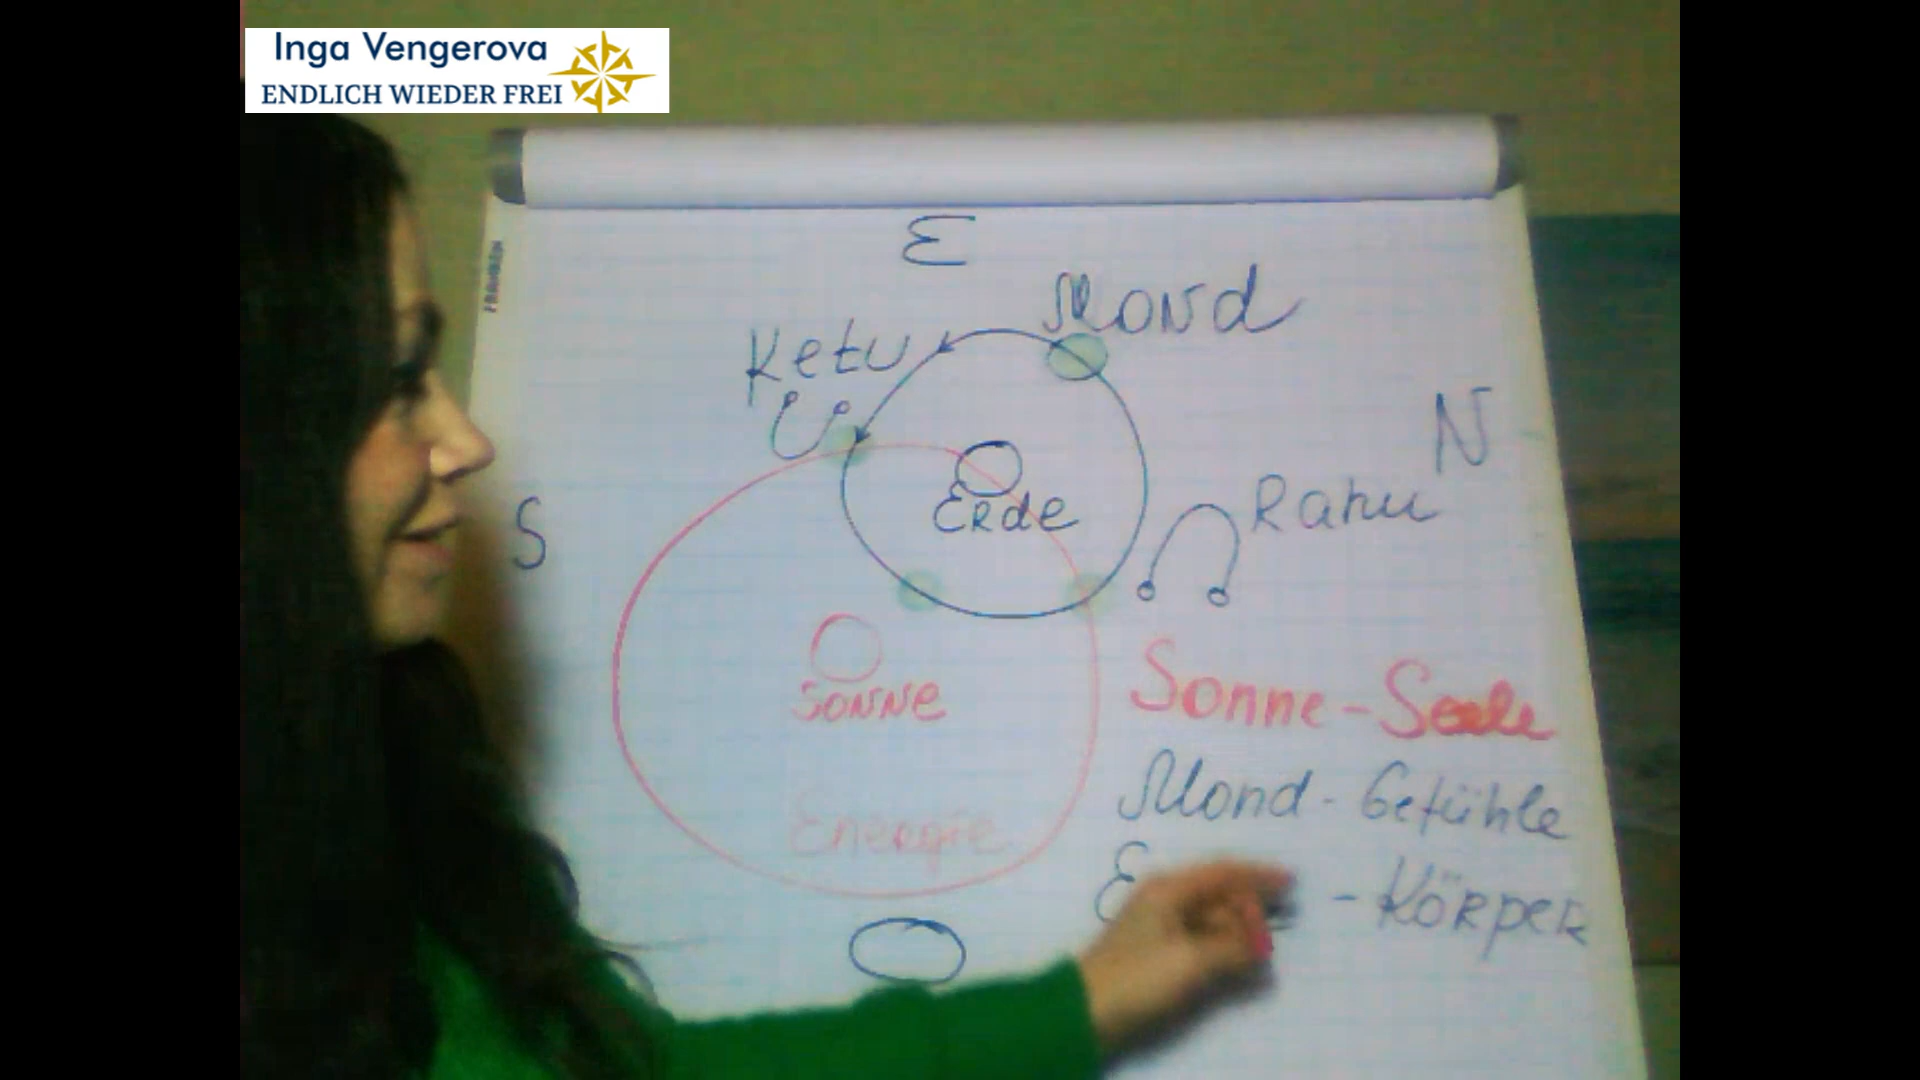 Inga Vengerova
ENDLICH WIEDER FREI
E
Mond
Ketu
N
Rahu
S
Erde
Sonne
Sonne - Seele
Mond - Gefühle
Energie
- Körper